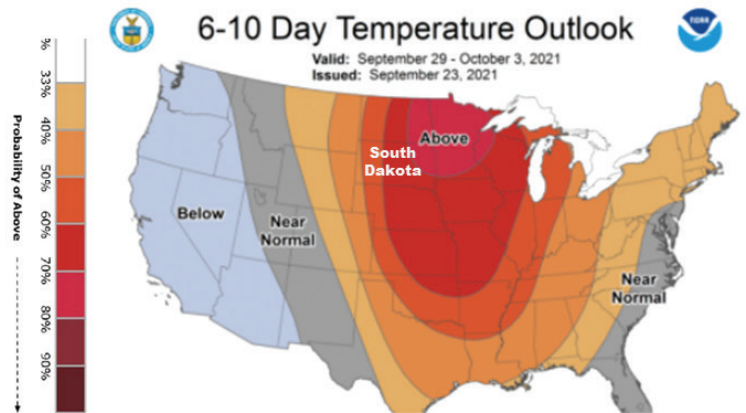 6-10 Day Temperature Outlook
Valid: September 29 - October 3, 2021
Issued: September 23, 2021
%
33%
40%
50%
60%
70%
80%
90%
Probability of Above
Above
South
Dakota
Below
Near
Normal
Near
Normal